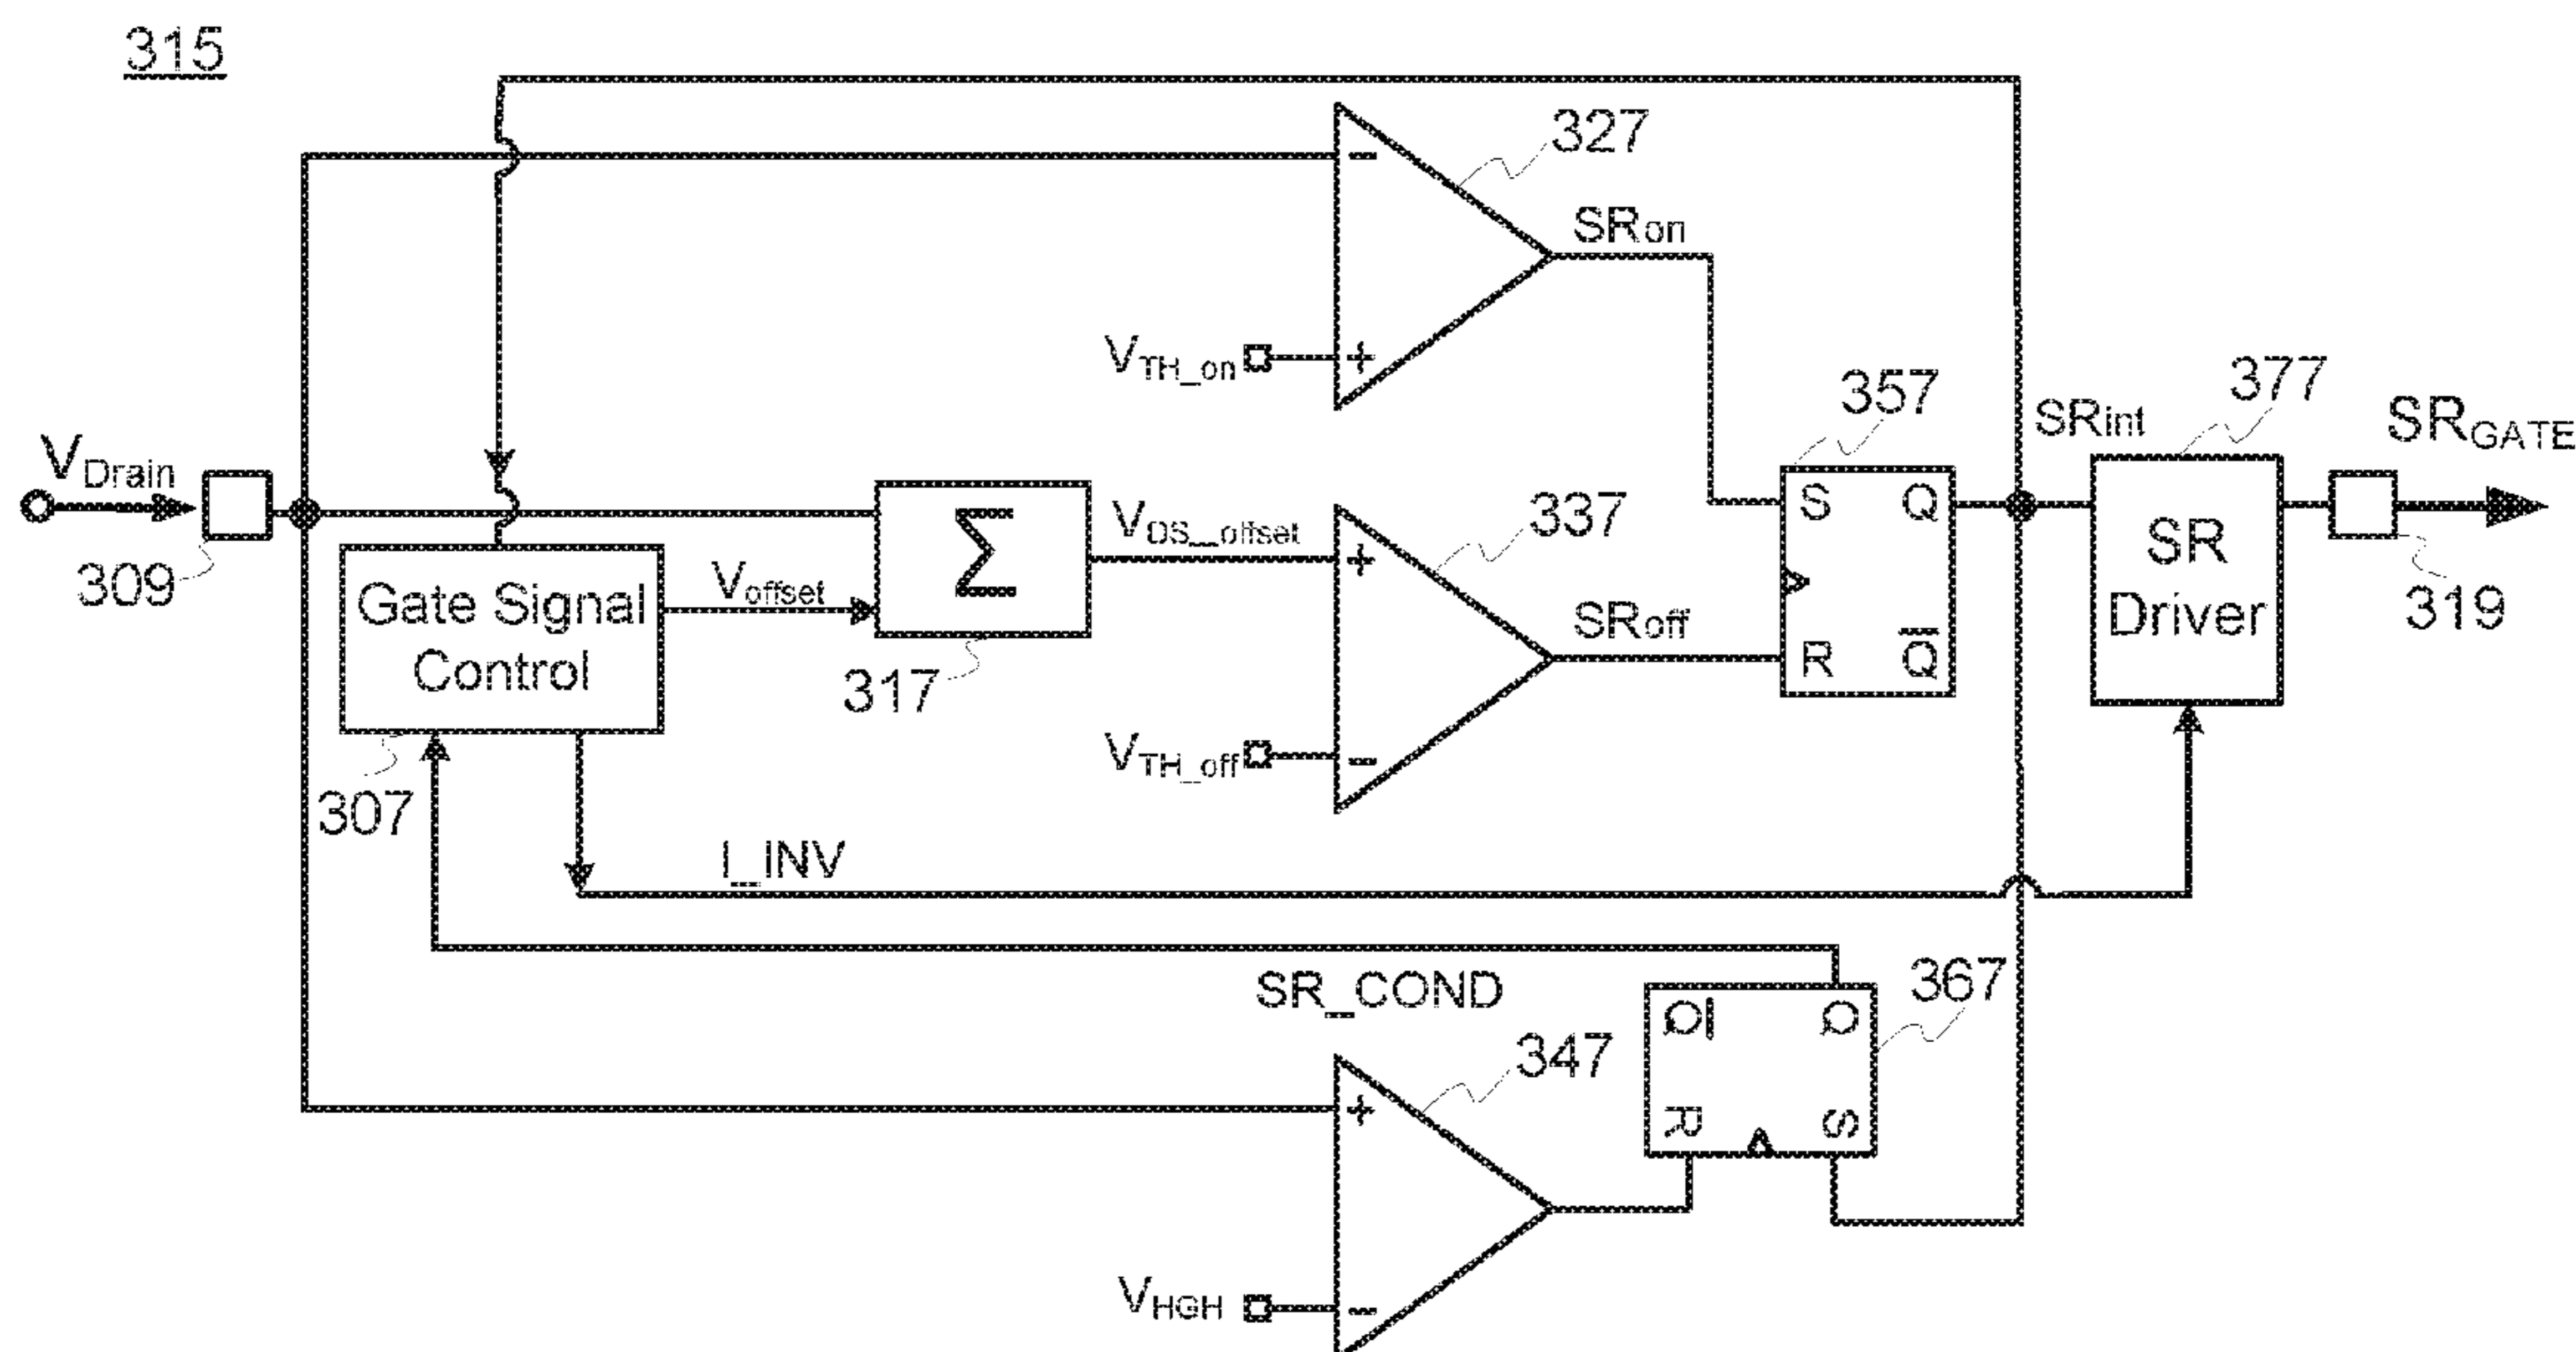 315
327
SRon
VTH_on
357
377
SRint
SRGATE
VDrain
309
Σ
VDS_offset
337
S Q
SR
Driver
319
Gate Signal
Control
Voffset
317
SRoff
R Q̅
307
VTH_off
I_INV
SR_COND
367
Q̅ Q
347
R S
VHGH
+
-